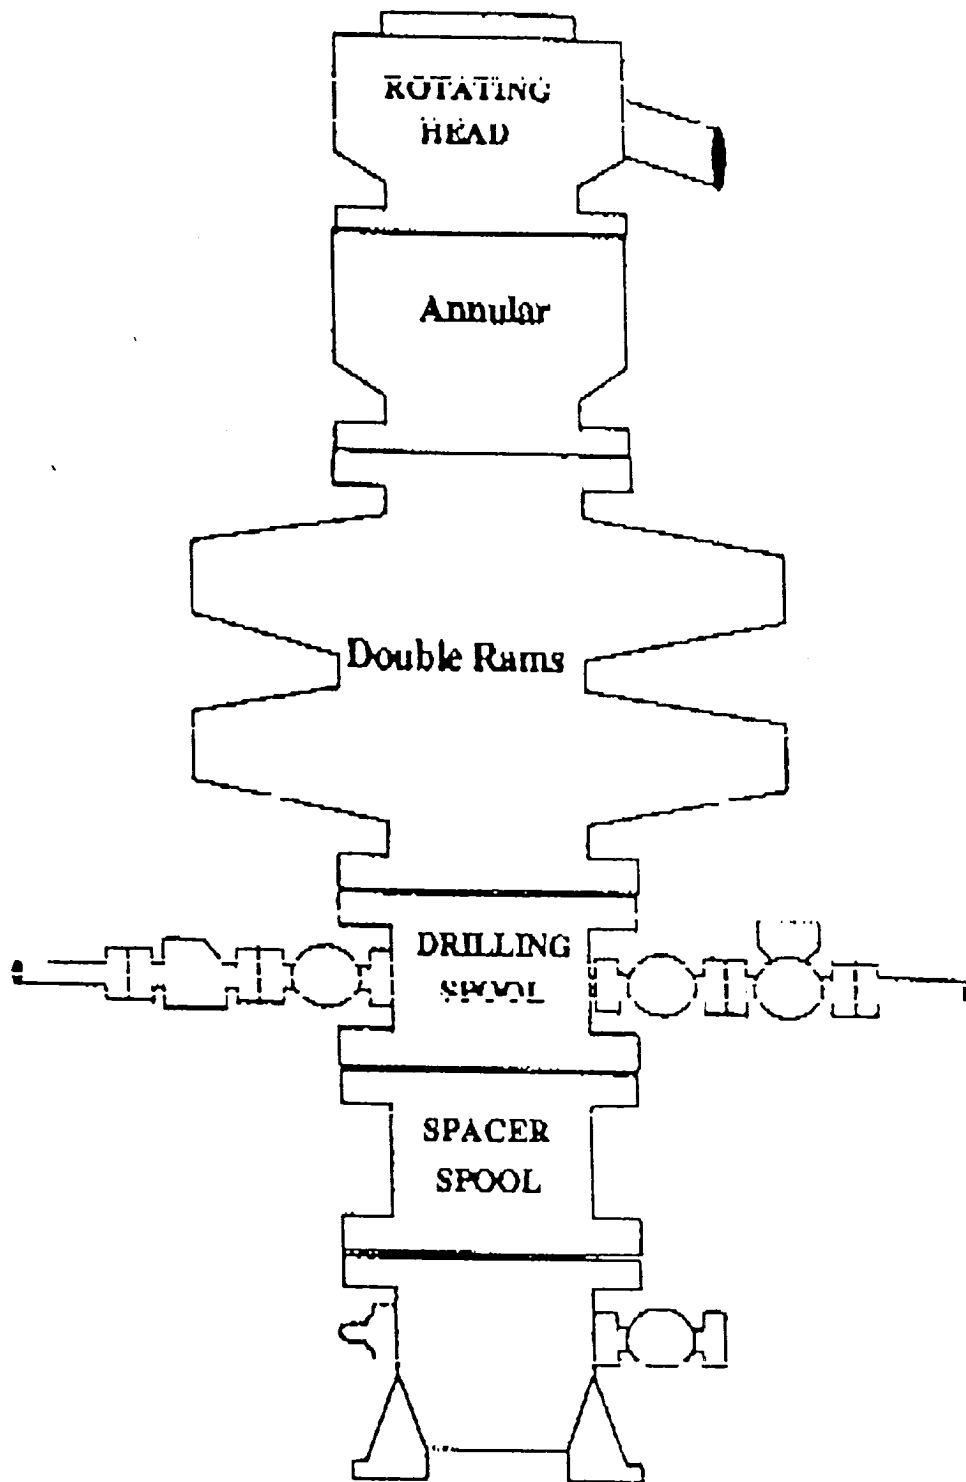 ROTATING
HEAD
Annular
Double Rams
DRILLING
SPOOL
SPACER
SPOOL